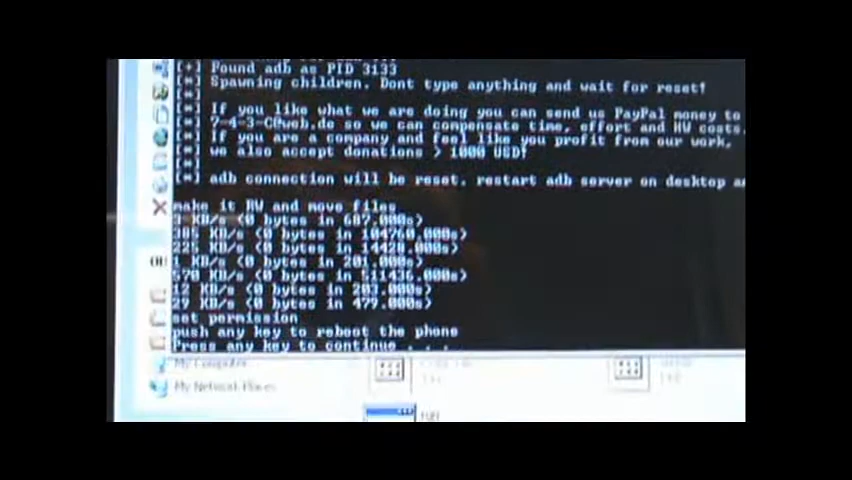 [+] Found adb as PID 3133
[*] Spawning children. Dont type anything and wait for reset!
[*]
[*] If you like what we are doing you can send us PayPal money to
[*] 7-4-3-C@web.de so we can compensate time, effort and HW costs.
[*] If you are a company and feel like you profit from our work,
[*] we also accept donations > 1000 USD!
[*]
[*] adb connection will be reset. restart adb server on desktop a
make it RW and move files
3 KB/s (0 bytes in 687.000s)
385 KB/s (0 bytes in 104760.000s)
225 KB/s (0 bytes in 14428.000s)
1 KB/s (0 bytes in 201.000s)
570 KB/s (0 bytes in 511436.000s)
12 KB/s (0 bytes in 203.000s)
29 KB/s (0 bytes in 479.000s)
set permission
push any key to reboot the phone
Press any key to continue . . .
My Computer
My Network Places
run